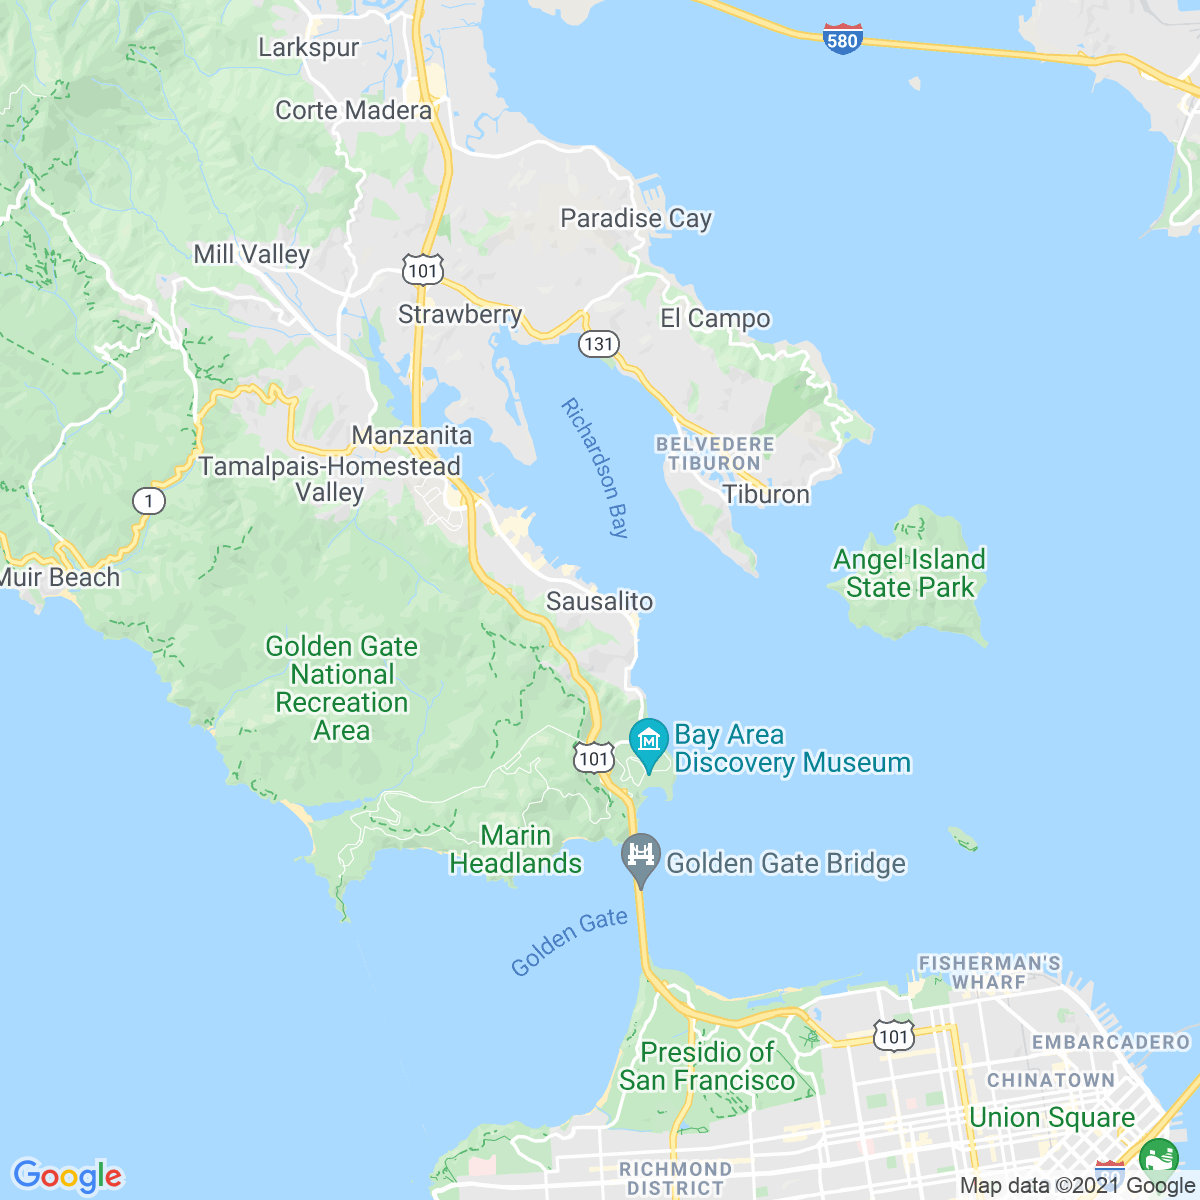 580
Larkspur
Corte Madera
Paradise Cay
Mill Valley
101
Strawberry
El Campo
131
Richardson Bay
Manzanita
BELVEDERE
TIBURON
Tamalpais-Homestead
Valley
Tiburon
1
Angel Island
State Park
Muir Beach
Sausalito
Golden Gate
National
Recreation
Area
Bay Area
Discovery Museum
101
Marin
Headlands
Golden Gate Bridge
Golden Gate
FISHERMAN'S
WHARF
101
EMBARCADERO
Presidio of
San Francisco
CHINATOWN
Union Square
RICHMOND
DISTRICT
Google
Map data ©2021 Google